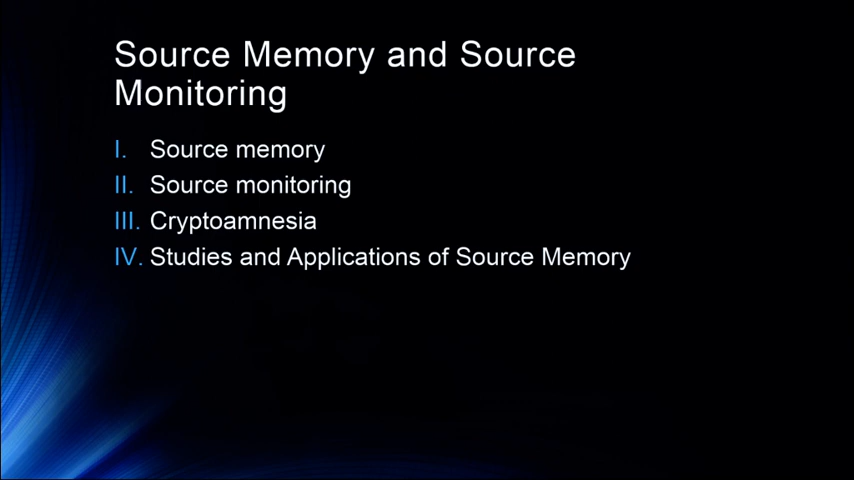 Source Memory and Source
Monitoring
I. Source memory
II. Source monitoring
III. Cryptoamnesia
IV. Studies and Applications of Source Memory